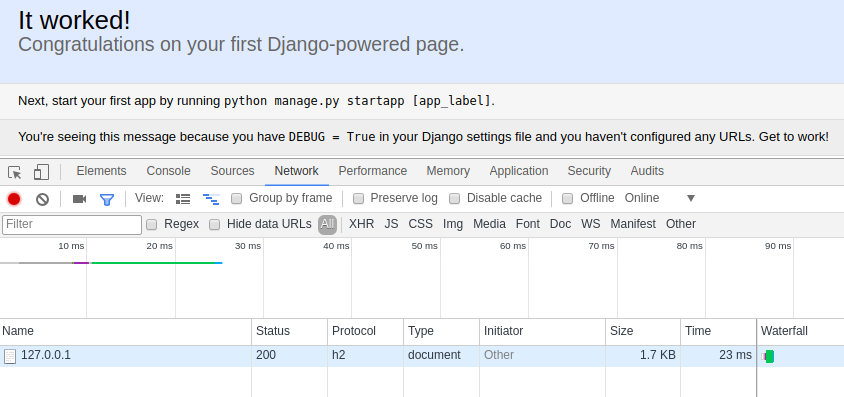 It worked!
Congratulations on your first Django-powered page.
Next, start your first app by running python manage.py startapp [app_label].
You're seeing this message because you have DEBUG = True in your Django settings file and you haven't configured any URLs. Get to work!
Elements Console Sources Network Performance Memory Application Security Audits
View: Group by frame Preserve log Disable cache Offline Online
Filter Regex Hide data URLs All XHR JS CSS Img Media Font Doc WS Manifest Other
10 ms 20 ms 30 ms 40 ms 50 ms 60 ms 70 ms 80 ms 90 ms
Name Status Protocol Type Initiator Size Time Waterfall
127.0.0.1 200 h2 document Other 1.7 KB 23 ms